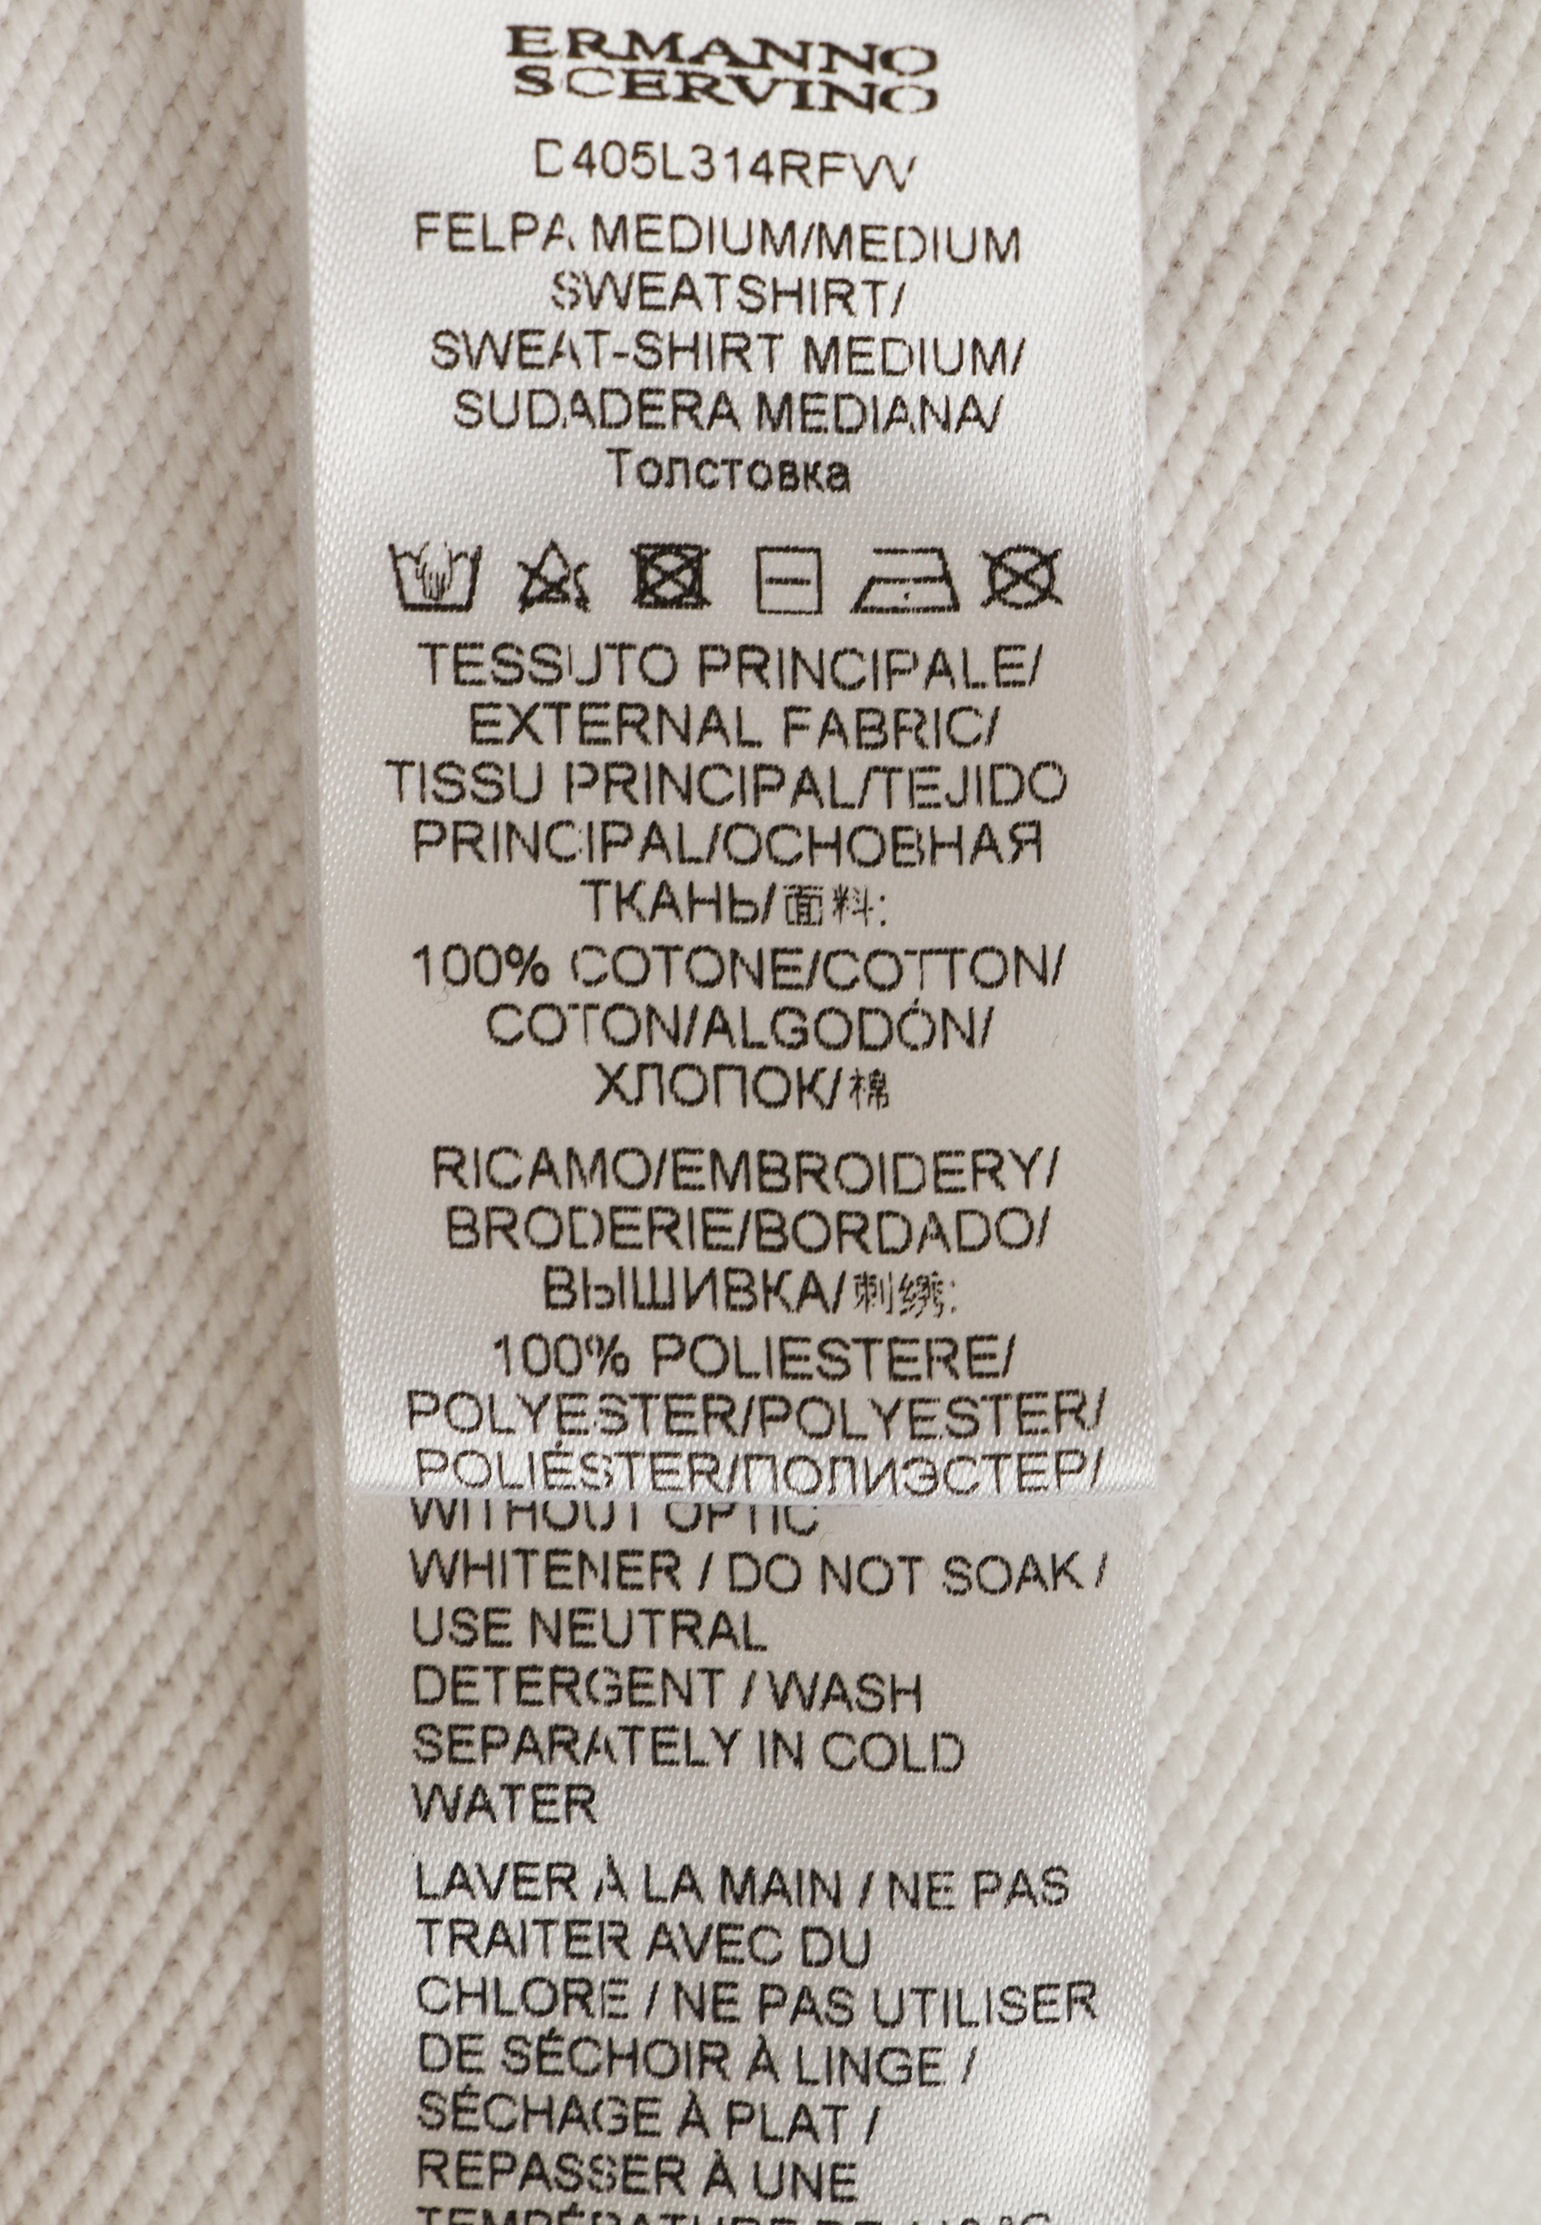 ERMANNO
SCERVINO
D405L314RFVV
FELPA MEDIUM/MEDIUM
SWEATSHIRT/
SWEAT-SHIRT MEDIUM/
SUDADERA MEDIANA/
Толстовка
TESSUTO PRINCIPALE/
EXTERNAL FABRIC/
TISSU PRINCIPAL/TEJIDO
PRINCIPAL/ОСНОВНАЯ
ТКАНЬ/面料:
100% COTONE/COTTON/
COTON/ALGODÓN/
ХЛОПОК/棉
RICAMO/EMBROIDERY/
BRODERIE/BORDADO/
ВЫШИВКА/刺绣:
100% POLIESTERE/
POLYESTER/POLYESTER/
POLIÉSTER/ПОЛИЭСТЕР/
WITHOUT OPTIC
WHITENER / DO NOT SOAK /
USE NEUTRAL
DETERGENT / WASH
SEPARATELY IN COLD
WATER
LAVER À LA MAIN / NE PAS
TRAITER AVEC DU
CHLORE / NE PAS UTILISER
DE SÉCHOIR À LINGE /
SÉCHAGE À PLAT /
REPASSER À UNE
TEMPÉRATURE DE